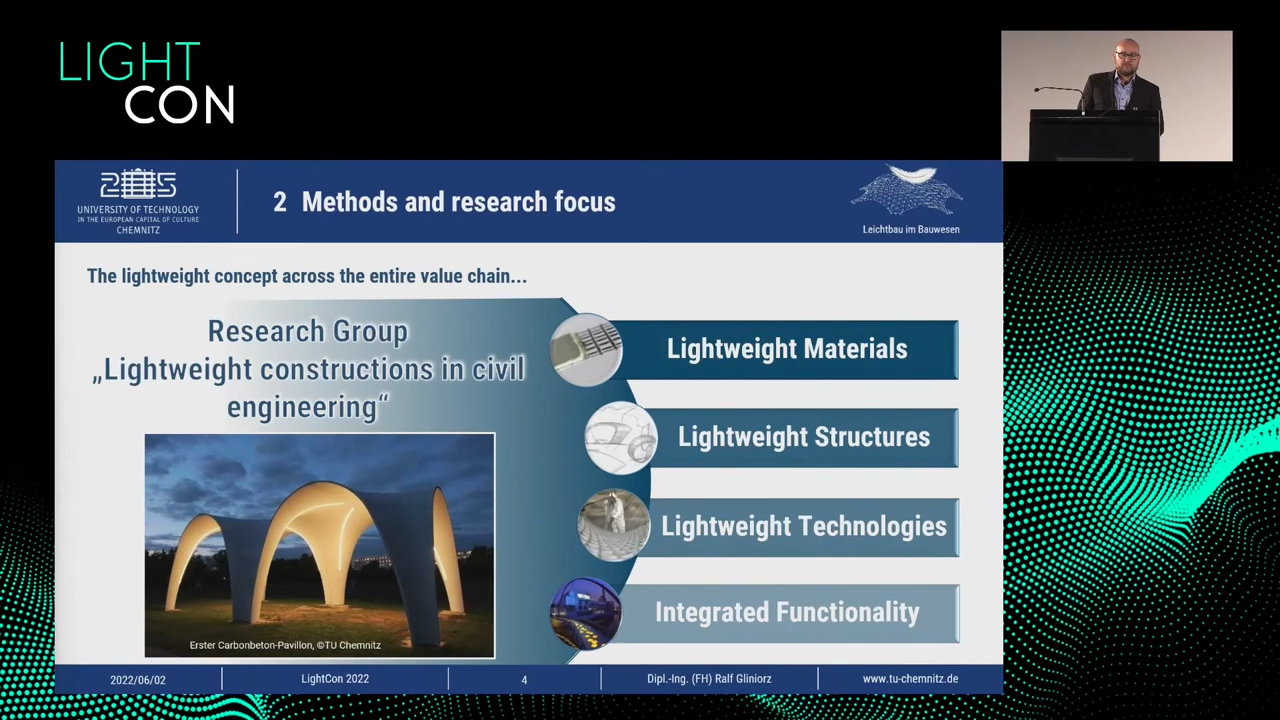 LIGHT
CON
2025
UNIVERSITY OF TECHNOLOGY
IN THE EUROPEAN CAPITAL OF CULTURE
CHEMNITZ
2 Methods and research focus
Leichtbau im Bauwesen
The lightweight concept across the entire value chain...
Research Group
„Lightweight constructions in civil
engineering“
Erster Carbonbeton-Pavillon, ©TU Chemnitz
Lightweight Materials
Lightweight Structures
Lightweight Technologies
Integrated Functionality
2022/06/02
LightCon 2022
4
Dipl.-Ing. (FH) Ralf Gliniorz
www.tu-chemnitz.de